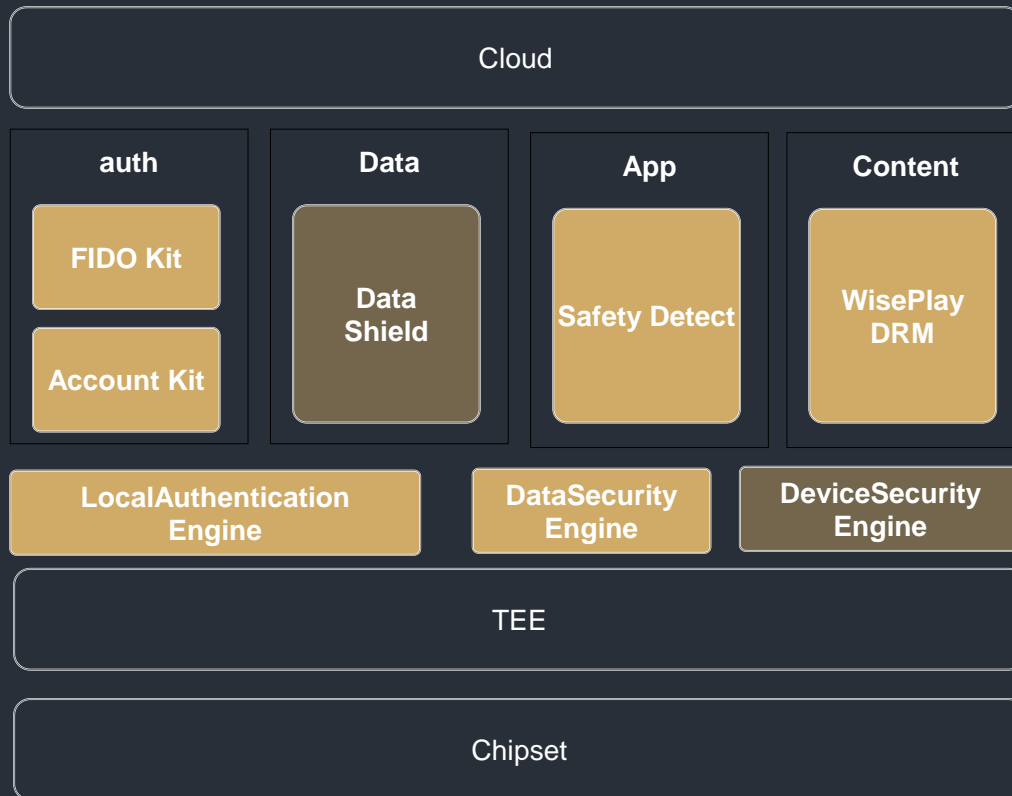 Cloud
auth
FIDO Kit
Account Kit
Data
Data
Shield
App
Safety Detect
Content
WisePlay
DRM
LocalAuthentication
Engine
DataSecurity
Engine
DeviceSecurity
Engine
TEE
Chipset